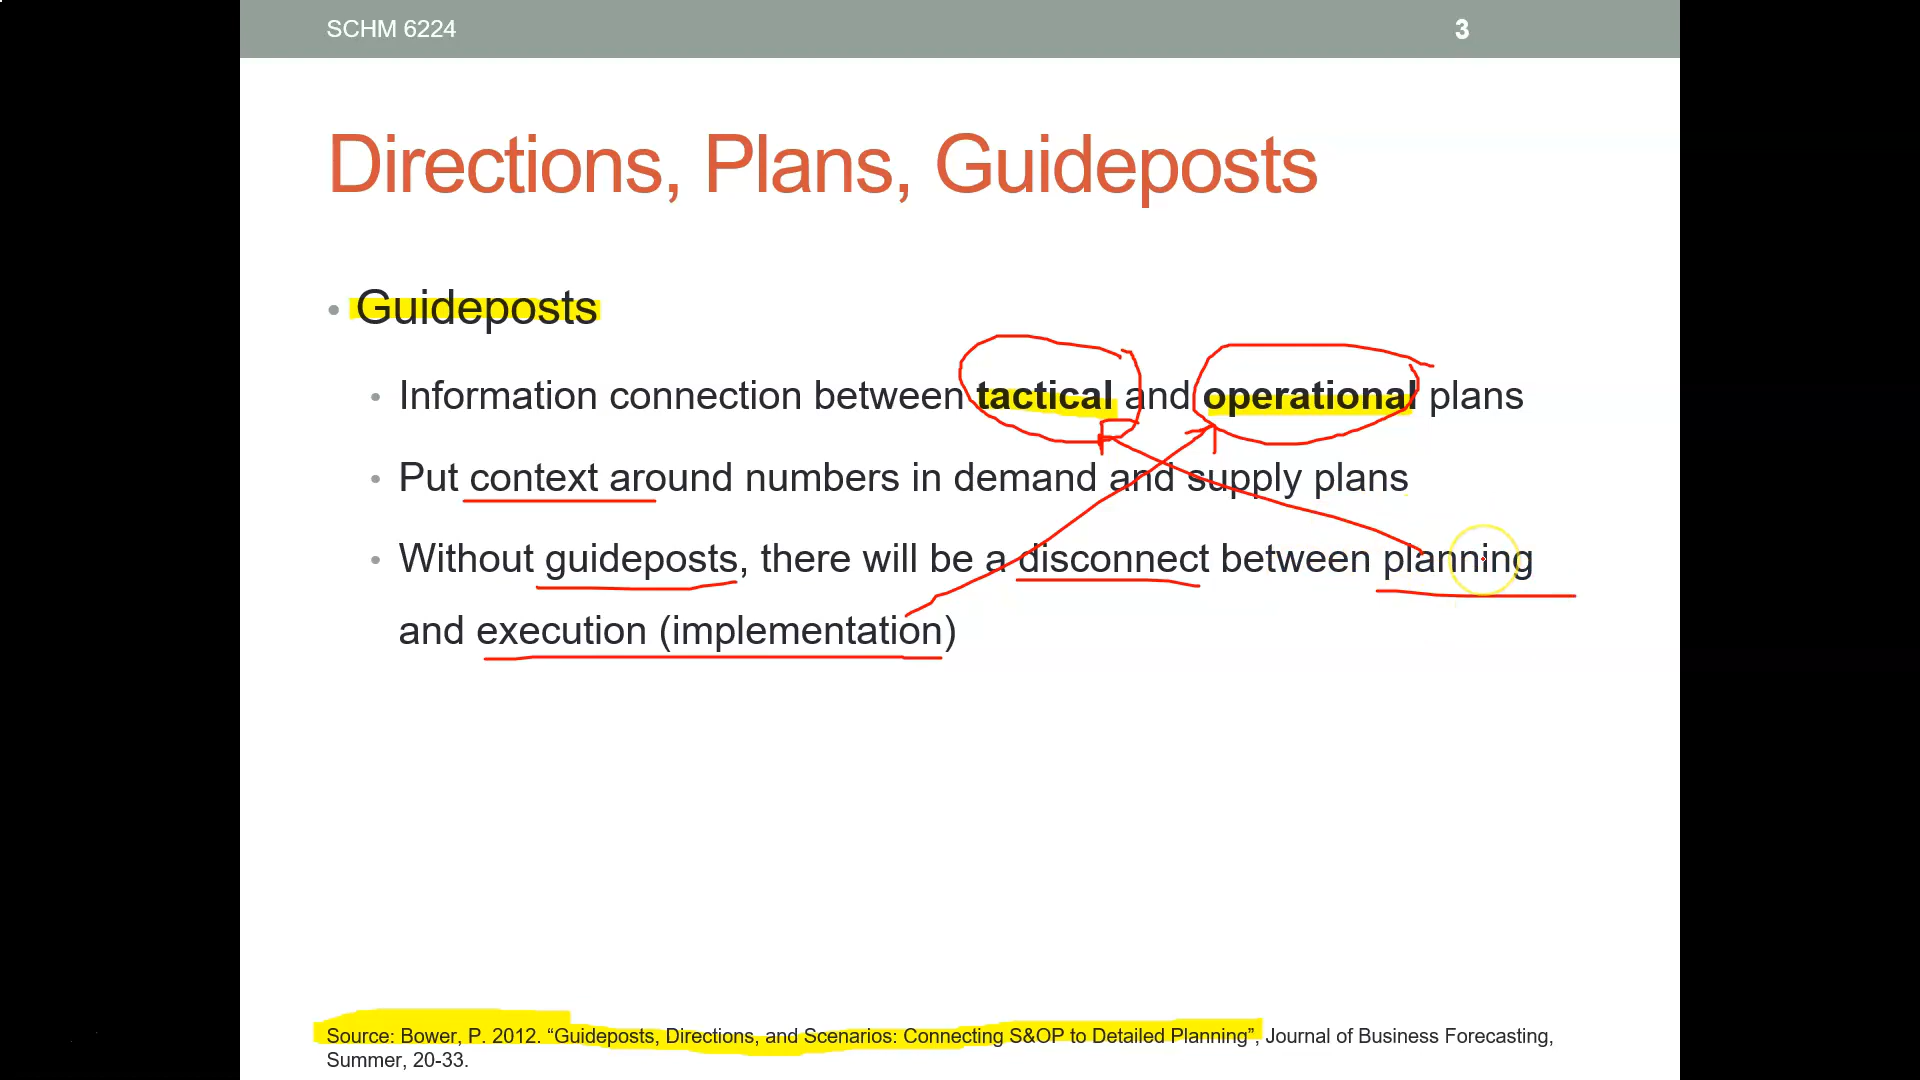 SCHM 6224
3
Directions, Plans, Guideposts
• Guideposts
• Information connection between tactical and operational plans
• Put context around numbers in demand and supply plans
• Without guideposts, there will be a disconnect between planning
and execution (implementation)
Source: Bower, P. 2012. “Guideposts, Directions, and Scenarios: Connecting S&OP to Detailed Planning”, Journal of Business Forecasting,
Summer, 20-33.